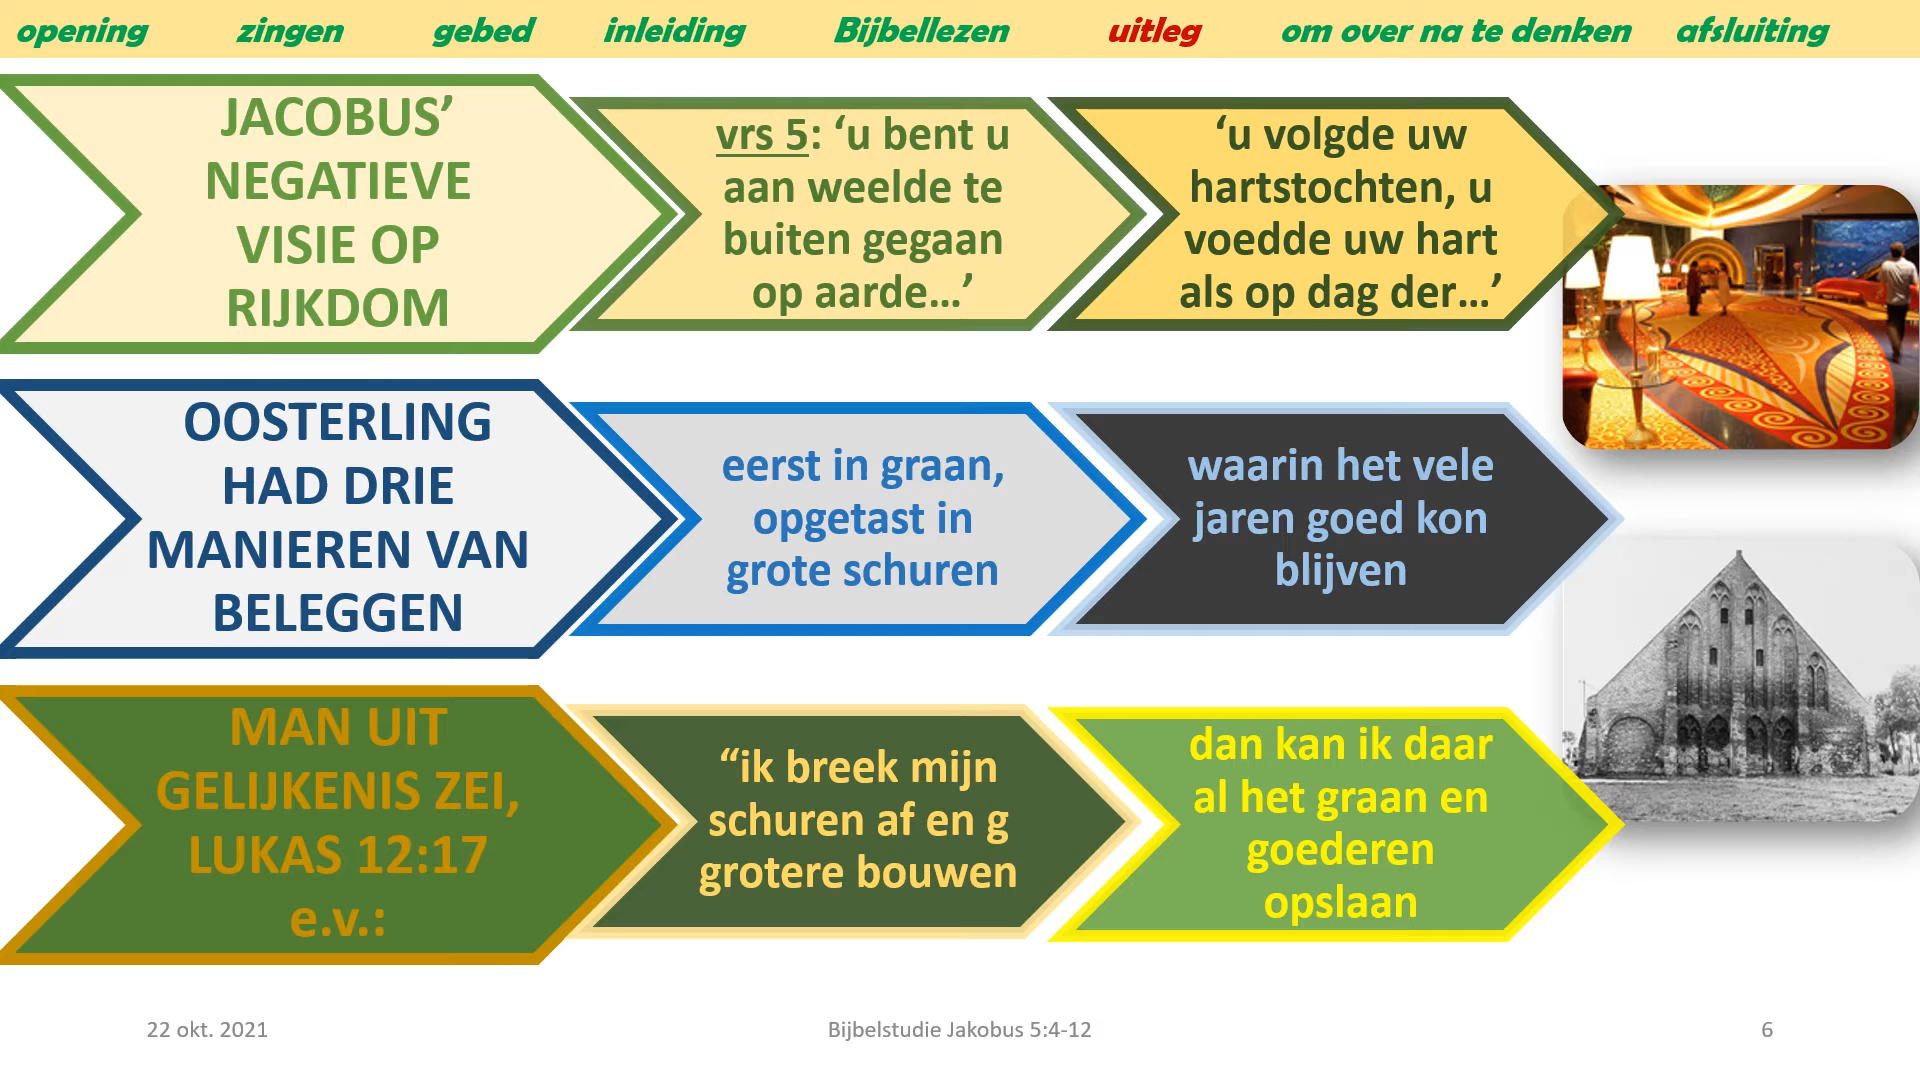 opening zingen gebed inleiding Bijbellezen uitleg om over na te denken afsluiting
JACOBUS’
NEGATIEVE
VISIE OP
RIJKDOM
vrs 5: ‘u bent u
aan weelde te
buiten gegaan
op aarde...’
‘u volgde uw
hartstochten, u
voedde uw hart
als op dag der...’
OOSTERLING
HAD DRIE
MANIEREN VAN
BELEGGEN
eerst in graan,
opgetast in
grote schuren
waarin het vele
jaren goed kon
blijven
MAN UIT
GELIJKENIS ZEI,
LUKAS 12:17
e.v.:
“ik breek mijn
schuren af en g
grotere bouwen
dan kan ik daar
al het graan en
goederen
opslaan
22 okt. 2021
Bijbelstudie Jakobus 5:4-12
6